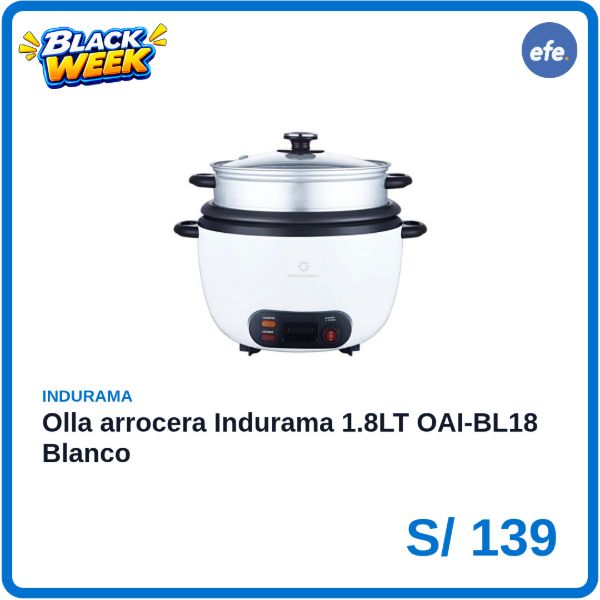 BLACK
WEEK
efe.
INDURAMA
Olla arrocera Indurama 1.8LT OAI-BL18
Blanco
S/ 139